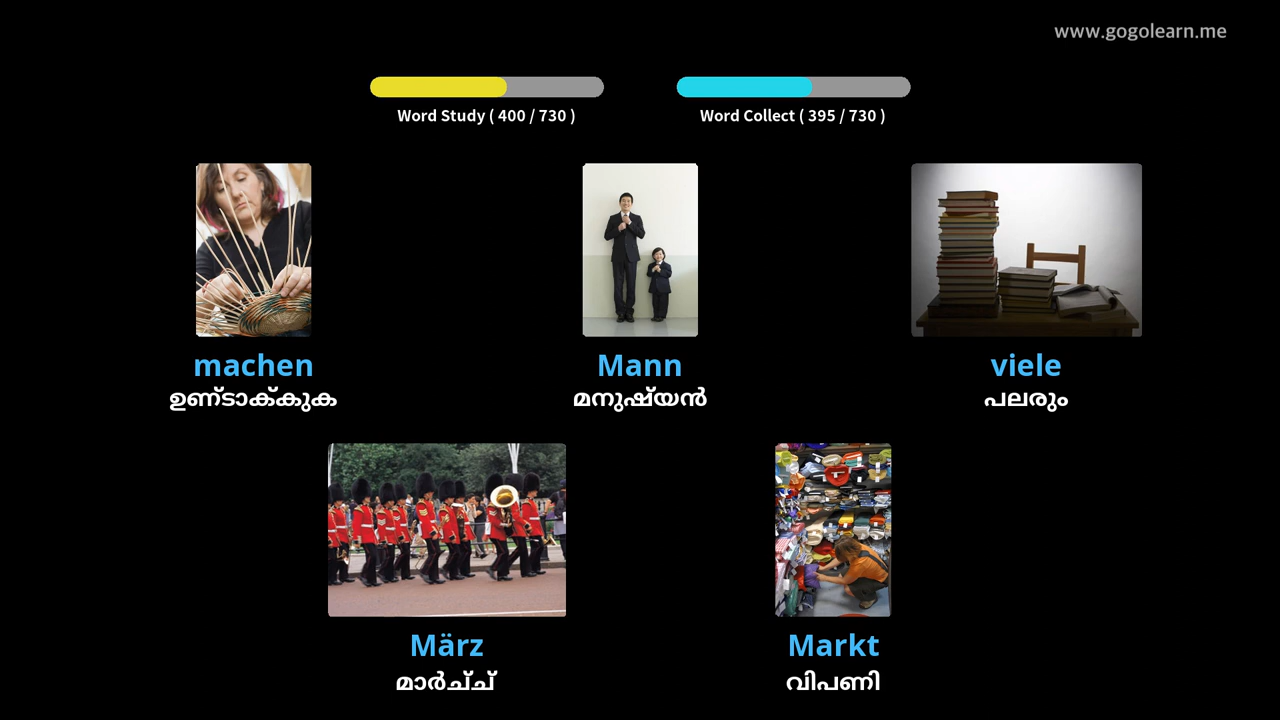 www.gogolearn.me
Word Study ( 400 / 730 )
Word Collect ( 395 / 730 )
machen
ഉണ്ടാക്കുക
Mann
മനുഷ്യൻ
viele
പലരും
März
മാർച്ച്
Markt
വിപണി